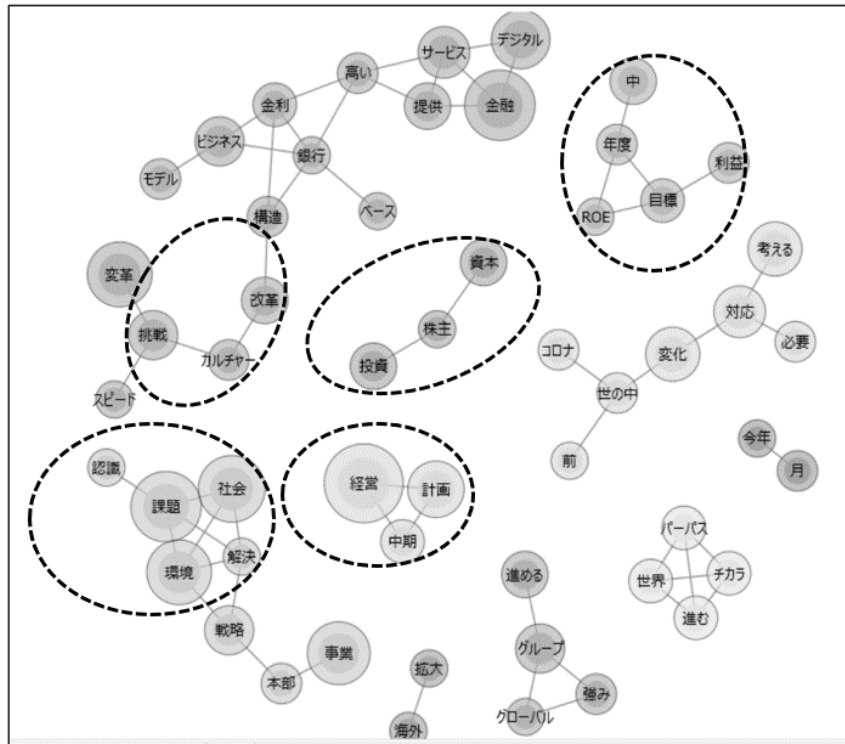 デジタル
サービス
高い
金融
提供
金利
ビジネス
銀行
モデル
ベース
構造
中
年度
利益
目標
ROE
変革
改革
挑戦
カルチャー
スピード
資本
株主
投資
考える
対応
必要
変化
コロナ
世の中
前
今年
月
認識
社会
課題
解決
環境
戦略
事業
本部
経営
計画
中期
パーパス
世界
チカラ
進む
進める
グループ
強み
グローバル
拡大
海外